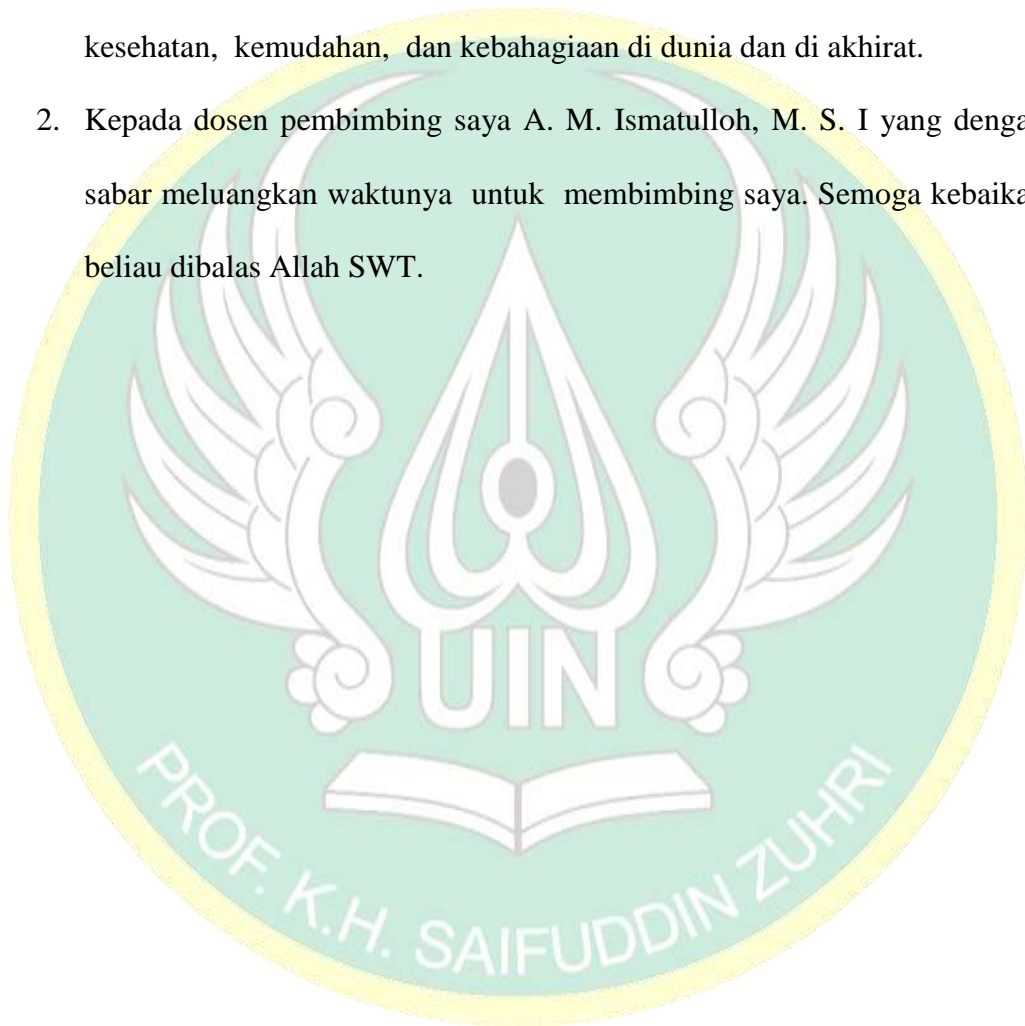 kesehatan, kemudahan, dan kebahagiaan di dunia dan di akhirat.
2. Kepada dosen pembimbing saya A. M. Ismatulloh, M. S. I yang denga
sabar meluangkan waktunya untuk membimbing saya. Semoga kebaika
beliau dibalas Allah SWT.
UIN
PROF. K.H. SAIFUDDIN ZUHRI